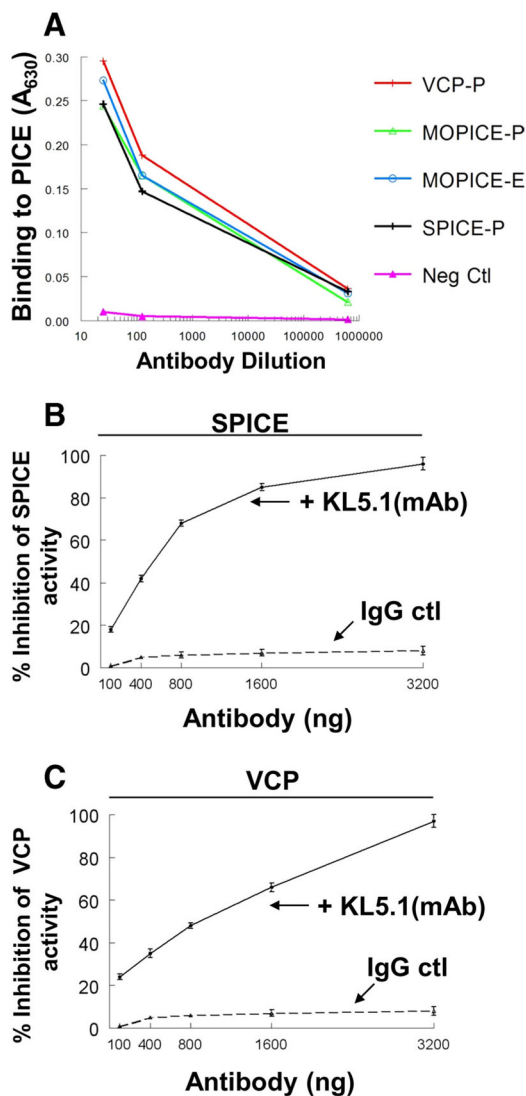 A
Binding to PICE (A630)
0.30
0.25
0.20
0.15
0.10
0.05
0.00
10
100
1000
10000
100000
1000000
Antibody Dilution
VCP-P
MOPICE-P
MOPICE-E
SPICE-P
Neg Ctl
B
SPICE
% Inhibition of SPICE
activity
100
80
60
40
20
0
+ KL5.1(mAb)
IgG ctl
100
400
800
1600
3200
Antibody (ng)
C
VCP
% Inhibition of VCP
activity
100
80
60
40
20
0
+ KL5.1(mAb)
IgG ctl
100
400
800
1600
3200
Antibody (ng)